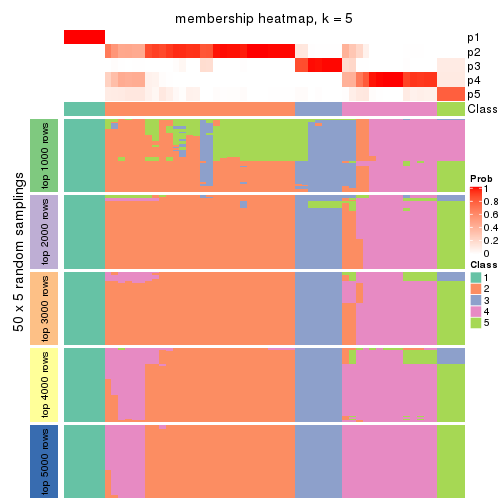 membership heatmap, k = 5
p1
p2
p3
p4
p5
Class
50 x 5 random samplings
top 1000 rows
top 2000 rows
top 3000 rows
top 4000 rows
top 5000 rows
Prob
1
0.8
0.6
0.4
0.2
0
Class
1
2
3
4
5